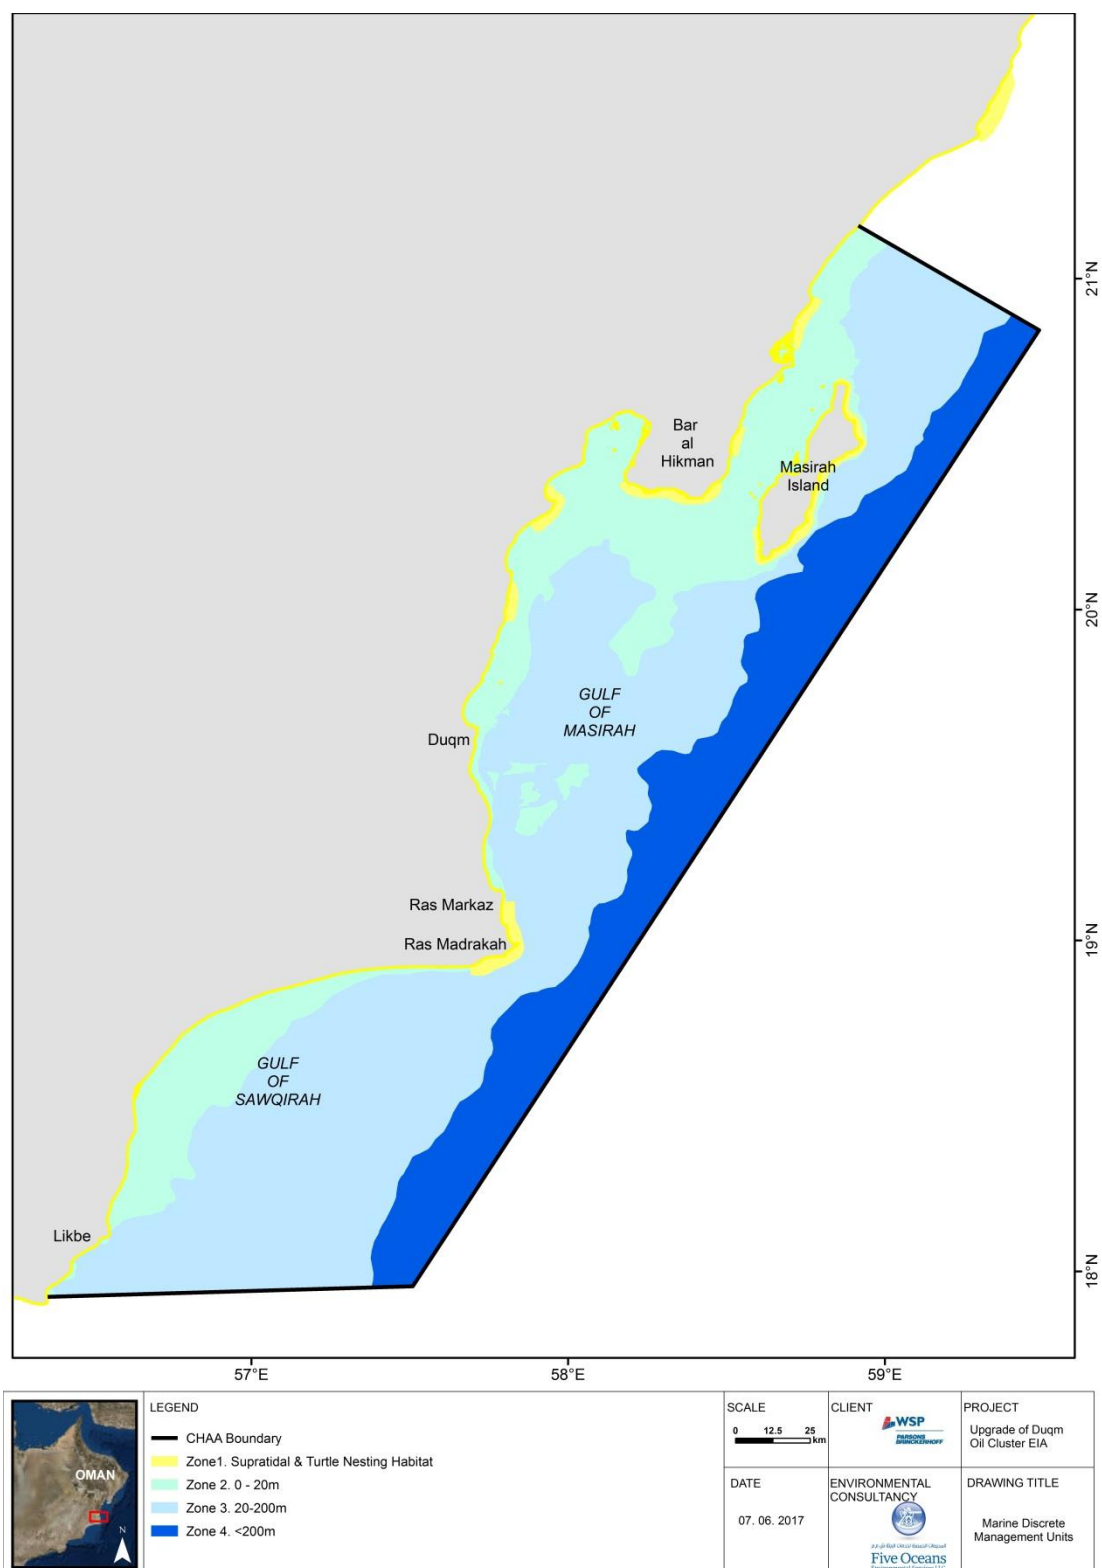 21°N
Bar
al
Hikman
Masirah
Island
20°N
GULF
OF
MASIRAH
Duqm
Ras Markaz
Ras Madrakah
19°N
GULF
OF
SAWQIRAH
Likbe
18°N
57°E
58°E
59°E
OMAN
N
LEGEND
CHAA Boundary
Zone1. Supratidal & Turtle Nesting Habitat
Zone 2. 0 - 20m
Zone 3. 20-200m
Zone 4. <200m
SCALE
0 12.5 25
km
CLIENT
WSP
PARSONS
BRINCKERHOFF
PROJECT
Upgrade of Duqm
Oil Cluster EIA
DATE
07. 06. 2017
ENVIRONMENTAL
CONSULTANCY
Five Oceans
Environmental Services LLC
DRAWING TITLE
Marine Discrete
Management Units